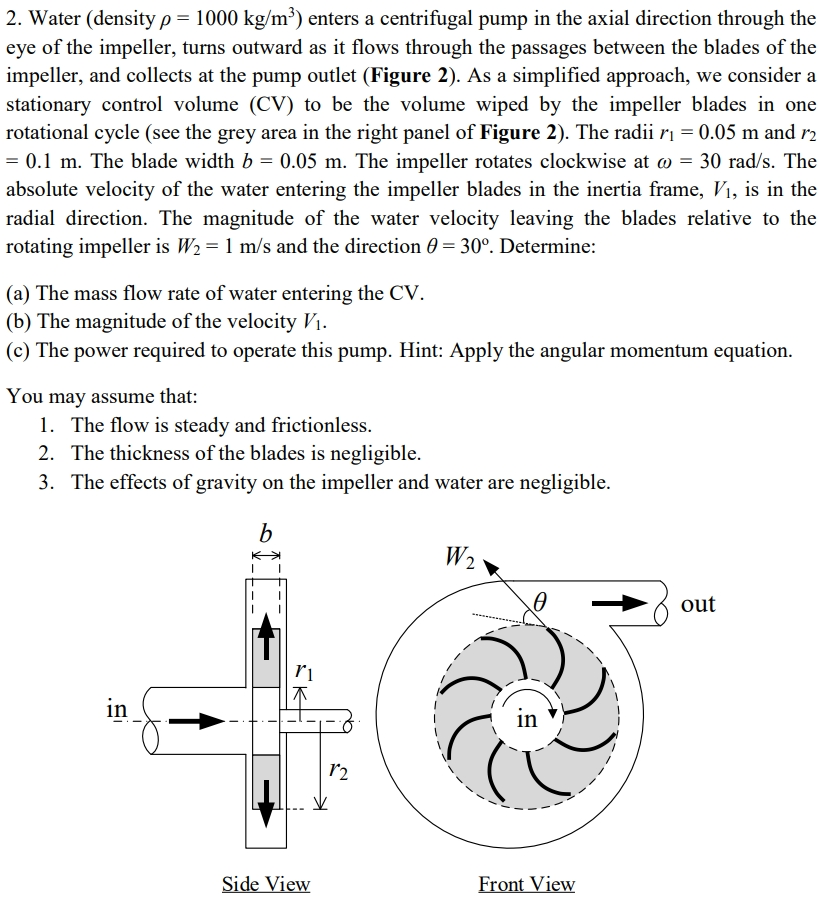 2. Water (density ρ = 1000 kg/m³) enters a centrifugal pump in the axial direction through the
eye of the impeller, turns outward as it flows through the passages between the blades of the
impeller, and collects at the pump outlet (Figure 2). As a simplified approach, we consider a
stationary control volume (CV) to be the volume wiped by the impeller blades in one
rotational cycle (see the grey area in the right panel of Figure 2). The radii r₁ = 0.05 m and r₂
= 0.1 m. The blade width b = 0.05 m. The impeller rotates clockwise at ω = 30 rad/s. The
absolute velocity of the water entering the impeller blades in the inertia frame, V₁, is in the
radial direction. The magnitude of the water velocity leaving the blades relative to the
rotating impeller is W₂ = 1 m/s and the direction θ = 30º. Determine:
(a) The mass flow rate of water entering the CV.
(b) The magnitude of the velocity V₁.
(c) The power required to operate this pump. Hint: Apply the angular momentum equation.
You may assume that:
1. The flow is steady and frictionless.
2. The thickness of the blades is negligible.
3. The effects of gravity on the impeller and water are negligible.
b
r₁
in
r₂
Side View
W₂
θ
out
in
Front View